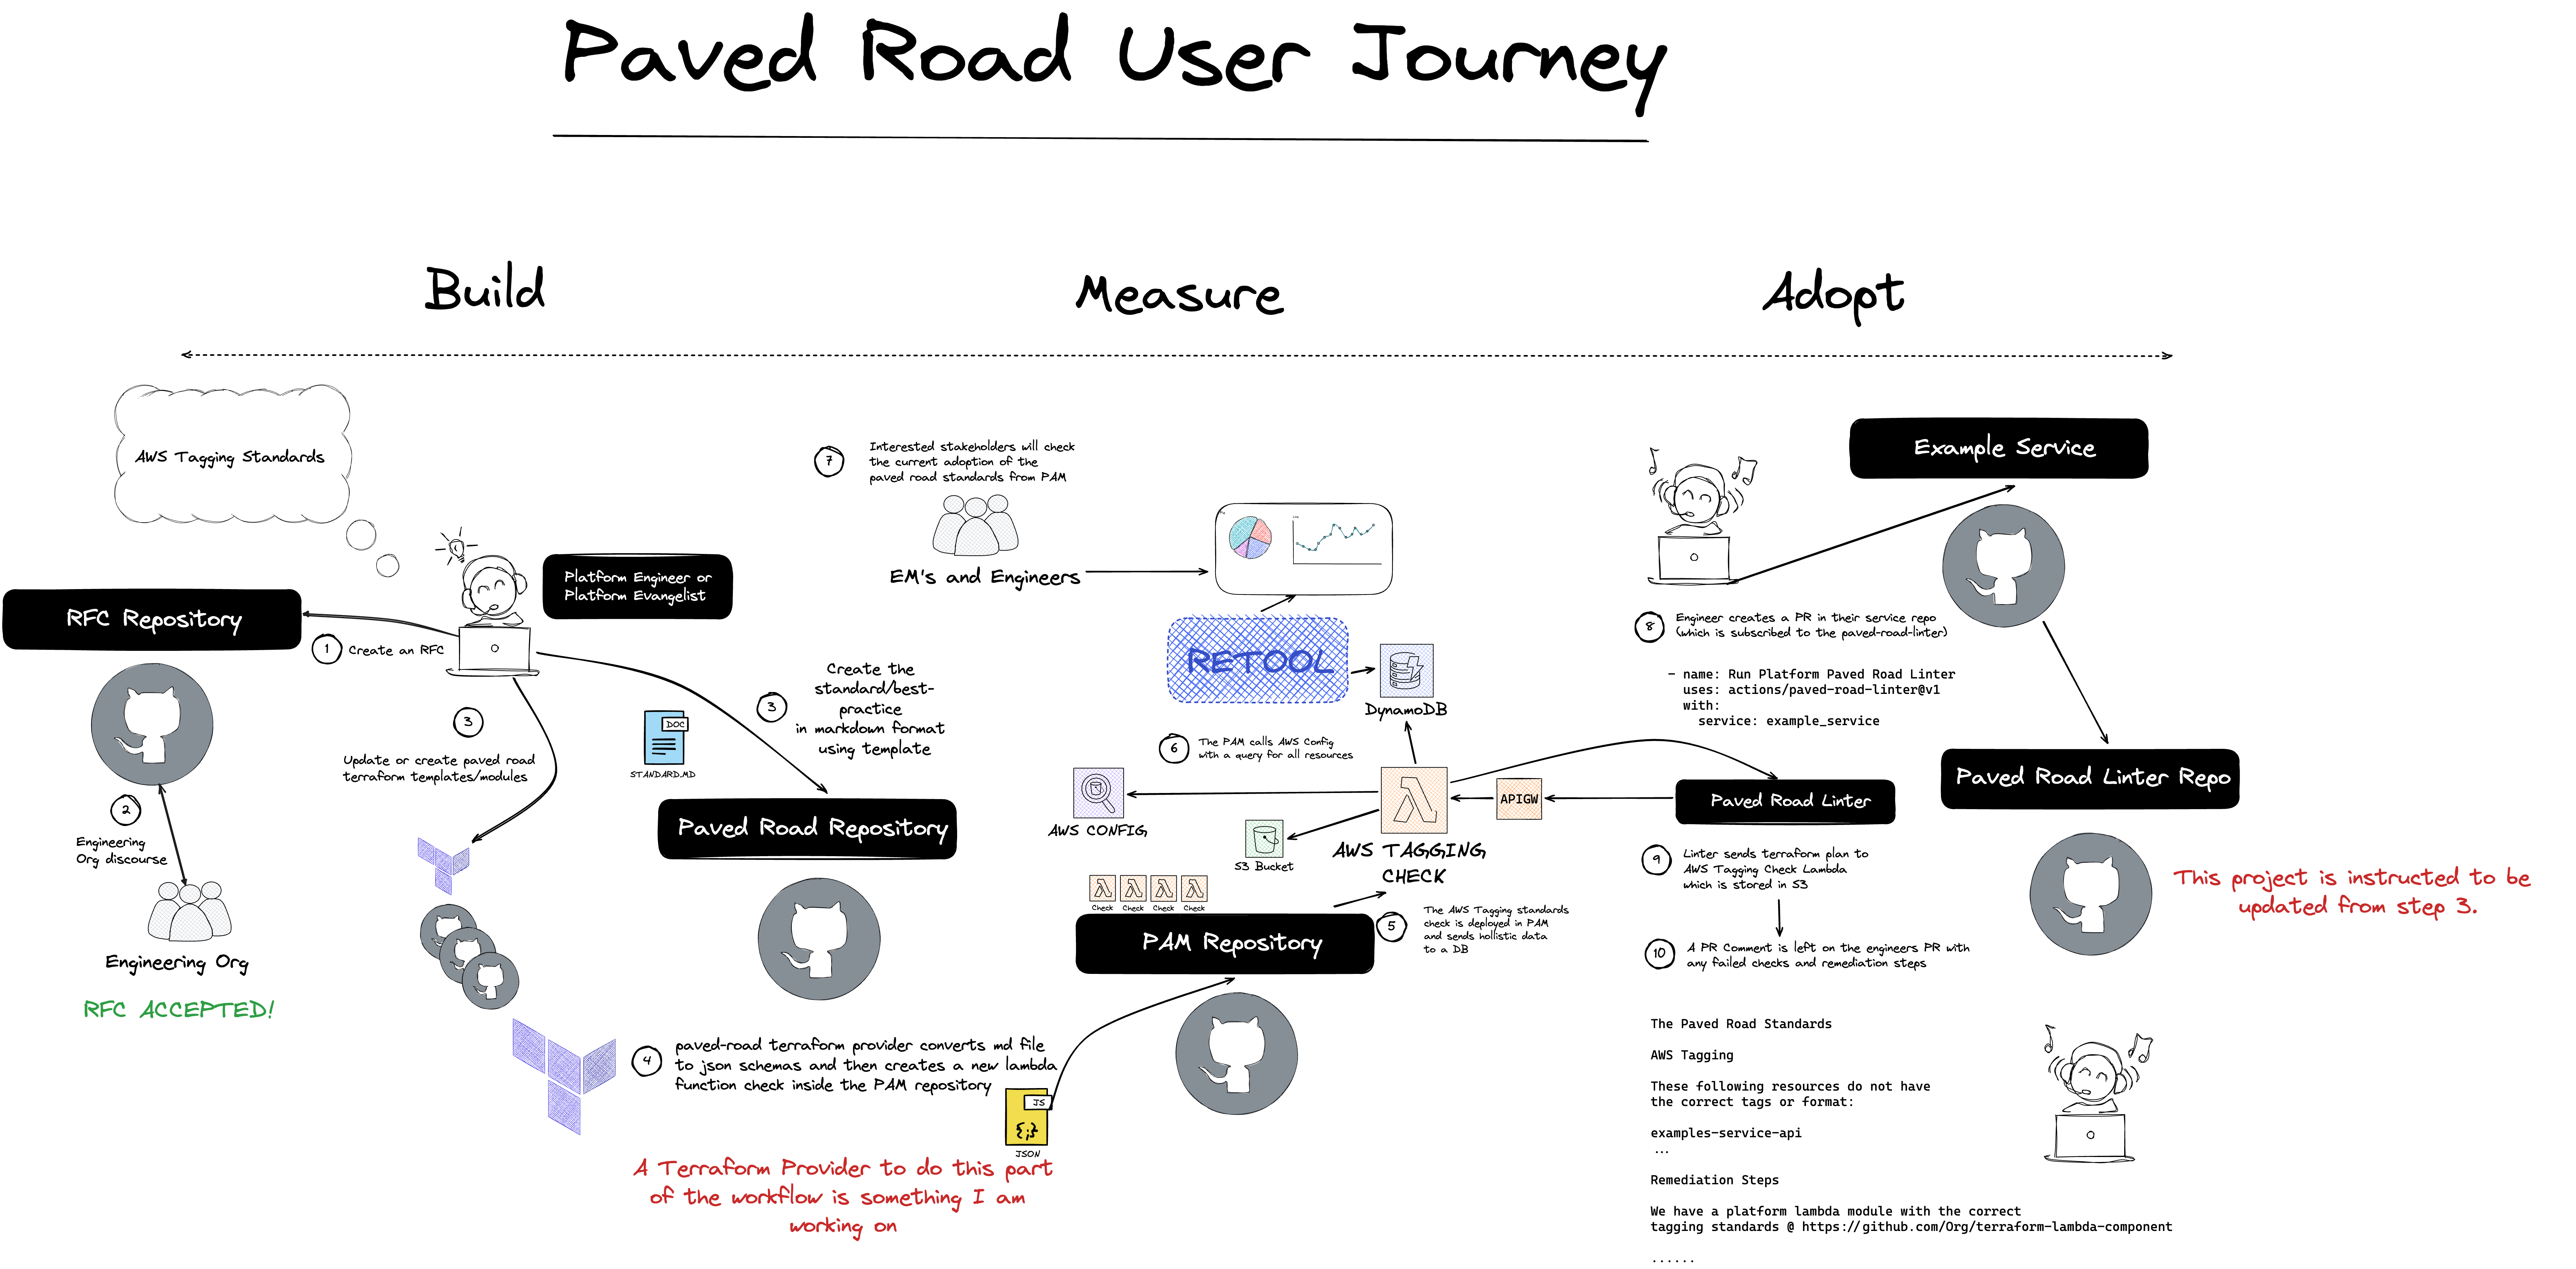 Paved Road User Journey
Build
Measure
Adopt
AWS Tagging Standards
Platform Engineer or
Platform Evangelist
RFC Repository
1
Create an RFC
2
Engineering
Org discourse
Engineering Org
RFC ACCEPTED!
3
Update or create paved road
terraform templates/modules
DOC
STANDARD.MD
3
Create the
standard/best-
practice
in markdown format
using template
Paved Road Repository
4
paved-road terraform provider converts md file
to json schemas and then creates a new lambda
function check inside the PAM repository
JS
{;}
JSON
A Terraform Provider to do this part
of the workflow is something I am
working on
7
Interested stakeholders will check
the current adoption of the
paved road standards from PAM
EM's and Engineers
RETOOL
DynamoDB
6
The PAM calls AWS Config
with a query for all resources
AWS CONFIG
S3 Bucket
AWS TAGGING
CHECK
APIGW
Check
Check
Check
Check
PAM Repository
5
The AWS Tagging standards
check is deployed in PAM
and sends hollistic data
to a DB
Example Service
8
Engineer creates a PR in their service repo
(which is subscribed to the paved-road-linter)
- name: Run Platform Paved Road Linter
uses: actions/paved-road-linter@v1
with:
service: example_service
Paved Road Linter
Paved Road Linter Repo
9
Linter sends terraform plan to
AWS Tagging Check Lambda
which is stored in S3
This project is instructed to be
updated from step 3.
10
A PR Comment is left on the engineers PR with
any failed checks and remediation steps
The Paved Road Standards
AWS Tagging
These following resources do not have
the correct tags or format:
examples-service-api
...
Remediation Steps
We have a platform lambda module with the correct
tagging standards @ https://github.com/Org/terraform-lambda-component
......